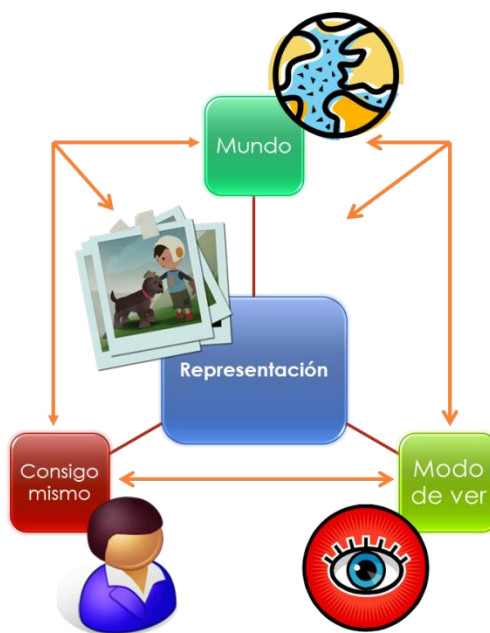 Mundo
Representación
Consigo
mismo
Modo
de ver